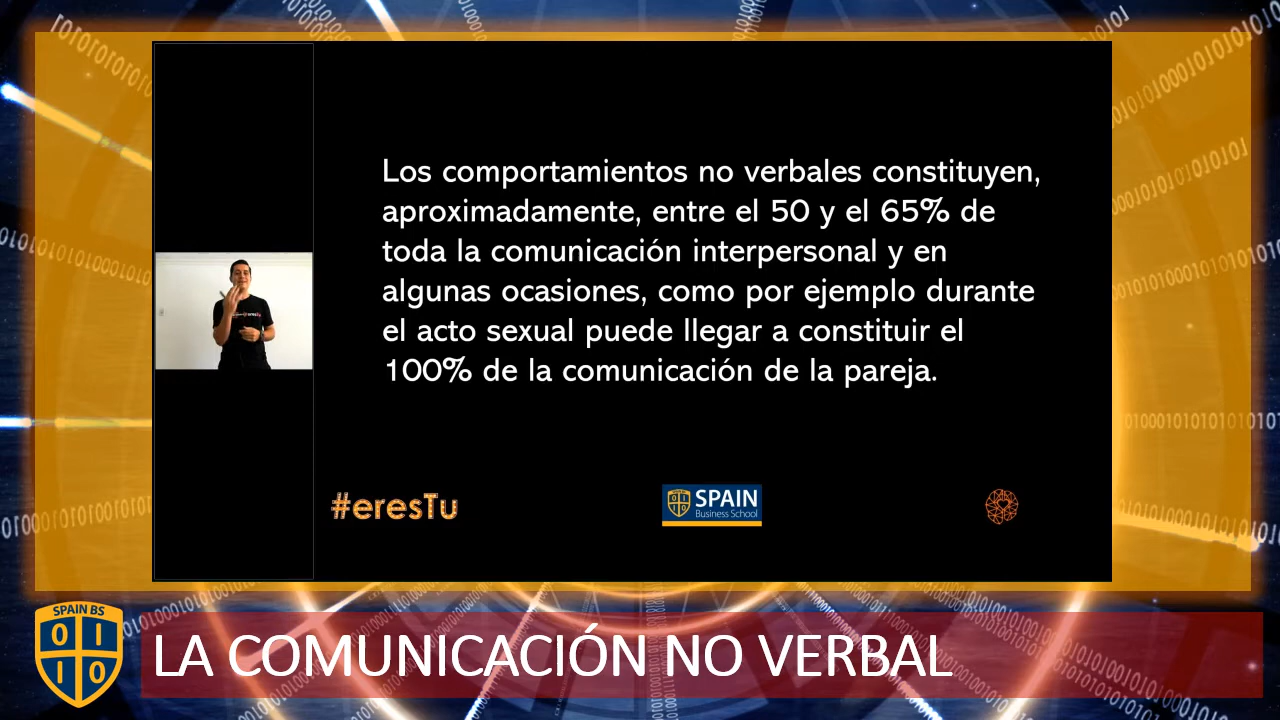 Los comportamientos no verbales constituyen,
aproximadamente, entre el 50 y el 65% de
toda la comunicación interpersonal y en
algunas ocasiones, como por ejemplo durante
el acto sexual puede llegar a constituir el
100% de la comunicación de la pareja.
#eresTu
SPAIN
Business School
SPAIN BS
LA COMUNICACIÓN NO VERBAL